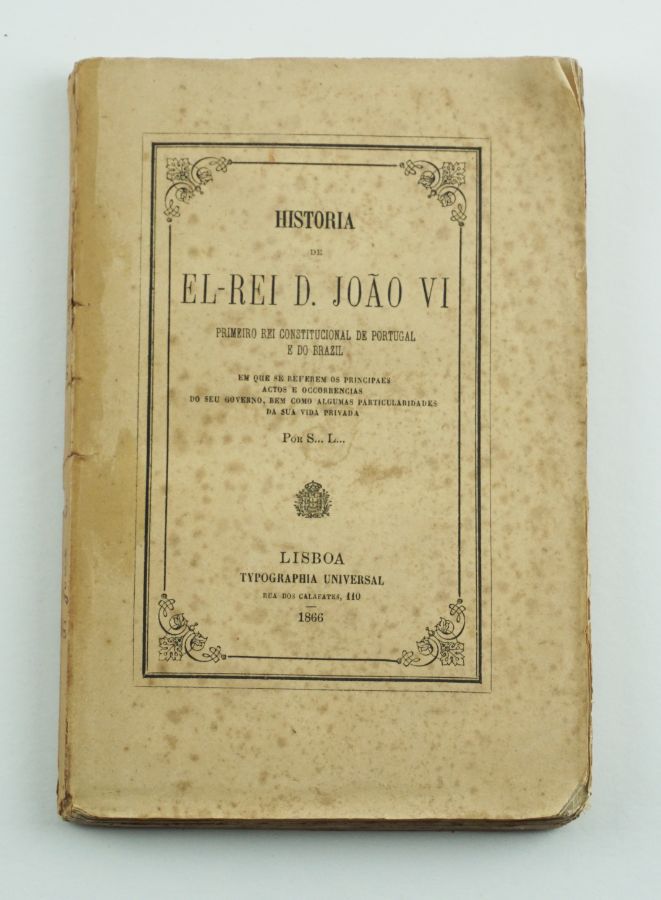 HISTORIA
DE
EL-REI D. JOÃO VI
PRIMEIRO REI CONSTITUCIONAL DE PORTUGAL
E DO BRAZIL
EM QUE SE REFEREM OS PRINCIPAES
ACTOS E OCCORRENCIAS
DO SEU GOVERNO, BEM COMO ALGUMAS PARTICULARIDADES
DA SUA VIDA PRIVADA
POR S... L...
LISBOA
TYPOGRAPHIA UNIVERSAL
RUA DOS CALAFATES, 110
1866